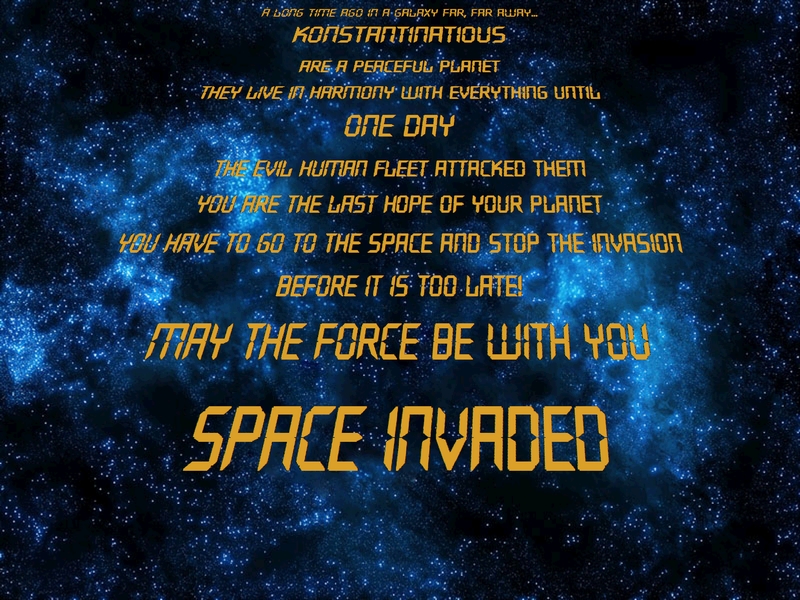 A LONG TIME AGO IN A GALAXY FAR, FAR AWAY...
KONSTANTINATIOUS
ARE A PEACEFUL PLANET
THEY LIVE IN HARMONY WITH EVERYTHING UNTIL
ONE DAY
THE EVIL HUMAN FLEET ATTACKED THEM
YOU ARE THE LAST HOPE OF YOUR PLANET
YOU HAVE TO GO TO THE SPACE AND STOP THE INVASION
BEFORE IT IS TOO LATE!
MAY THE FORCE BE WITH YOU
SPACE INVADED